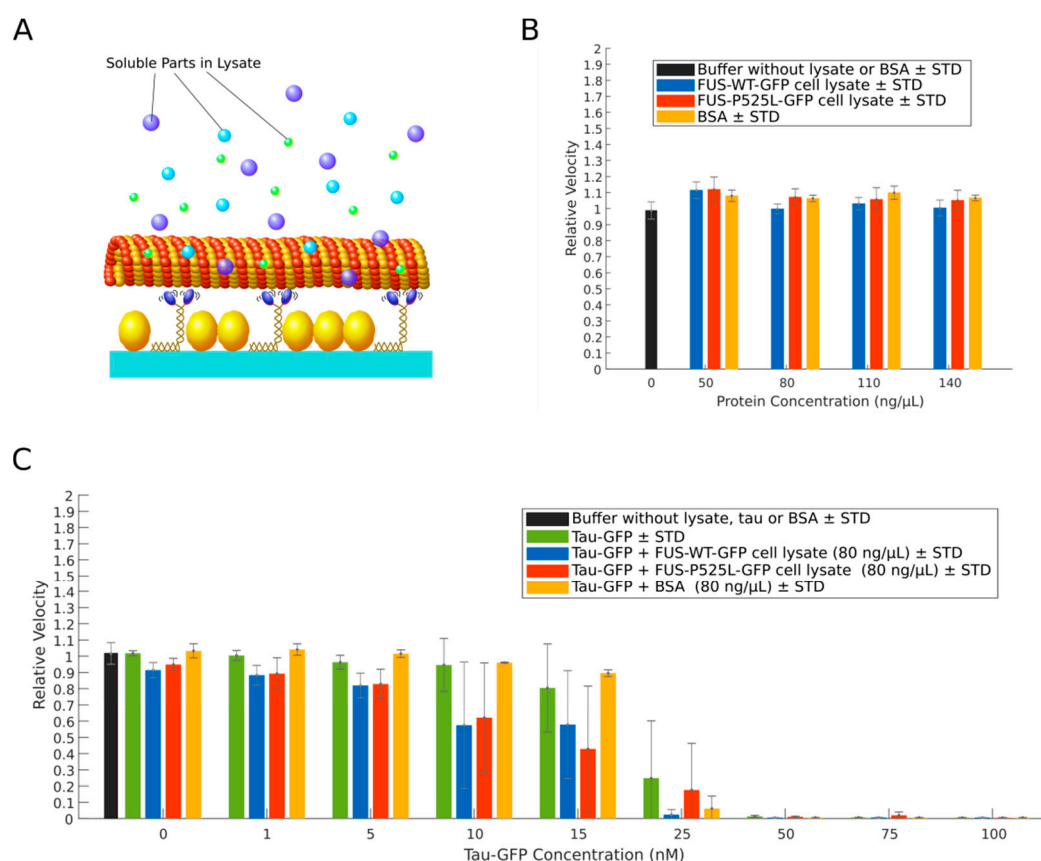 A
Soluble Parts in Lysate
B
Relative Velocity
2
1.9
1.8
1.7
1.6
1.5
1.4
1.3
1.2
1.1
1
0.9
0.8
0.7
0.6
0.5
0.4
0.3
0.2
0.1
0
Buffer without lysate or BSA ± STD
FUS-WT-GFP cell lysate ± STD
FUS-P525L-GFP cell lysate ± STD
BSA ± STD
0 50 80 110 140
Protein Concentration (ng/µL)
C
Relative Velocity
2
1.9
1.8
1.7
1.6
1.5
1.4
1.3
1.2
1.1
1
0.9
0.8
0.7
0.6
0.5
0.4
0.3
0.2
0.1
0
Buffer without lysate, tau or BSA ± STD
Tau-GFP ± STD
Tau-GFP + FUS-WT-GFP cell lysate (80 ng/µL) ± STD
Tau-GFP + FUS-P525L-GFP cell lysate (80 ng/µL) ± STD
Tau-GFP + BSA (80 ng/µL) ± STD
0 1 5 10 15 25 50 75 100
Tau-GFP Concentration (nM)